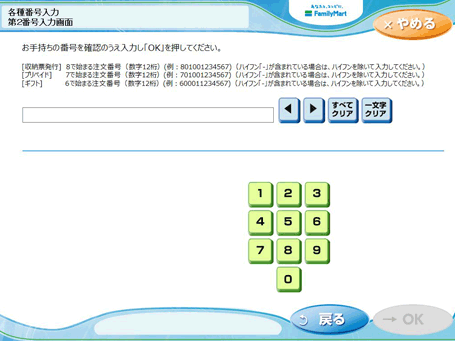 各種番号入力
第2番号入力画面
あなたと、コンビに、
FamilyMart
×やめる
お手持の番号を確認のうえ入力し「OK」を押してください。
[収納票発行] 8で始まる注文番号（数字12桁）(例：801001234567)（ハイフン「-」が含まれている場合は、ハイフンを除いて入力してください。）
[プリペイド] 7で始まる注文番号（数字12桁）(例：701001234567)（ハイフン「-」が含まれている場合は、ハイフンを除いて入力してください。）
[ギフト] 6で始まる注文番号（数字12桁）(例：600011234567)（ハイフン「-」が含まれている場合は、ハイフンを除いて入力してください。）
すべてクリア
一文字クリア
1 2 3
4 5 6
7 8 9
0
戻る
→ OK